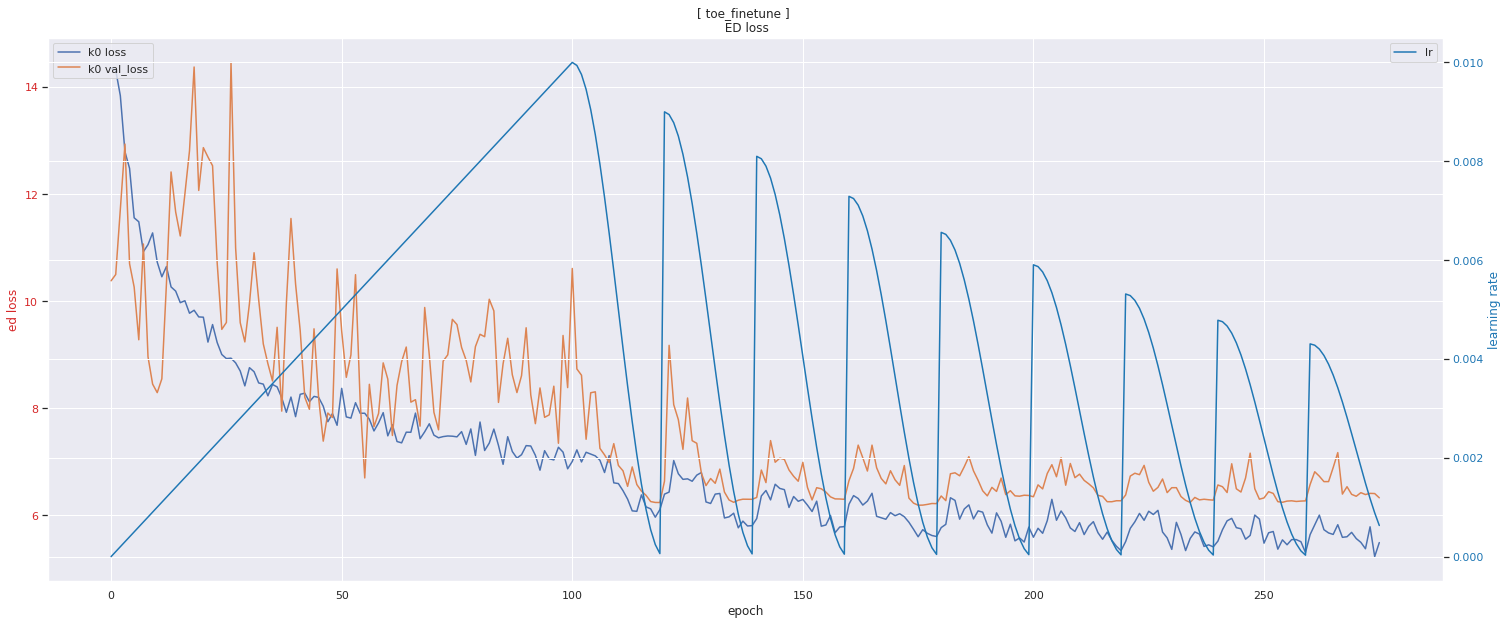 [ toe_finetune ]
ED loss
k0 loss
k0 val_loss
lr
14
12
10
8
6
ed loss
0.010
0.008
0.006
0.004
0.002
0.000
learning rate
0
50
100
150
200
250
epoch